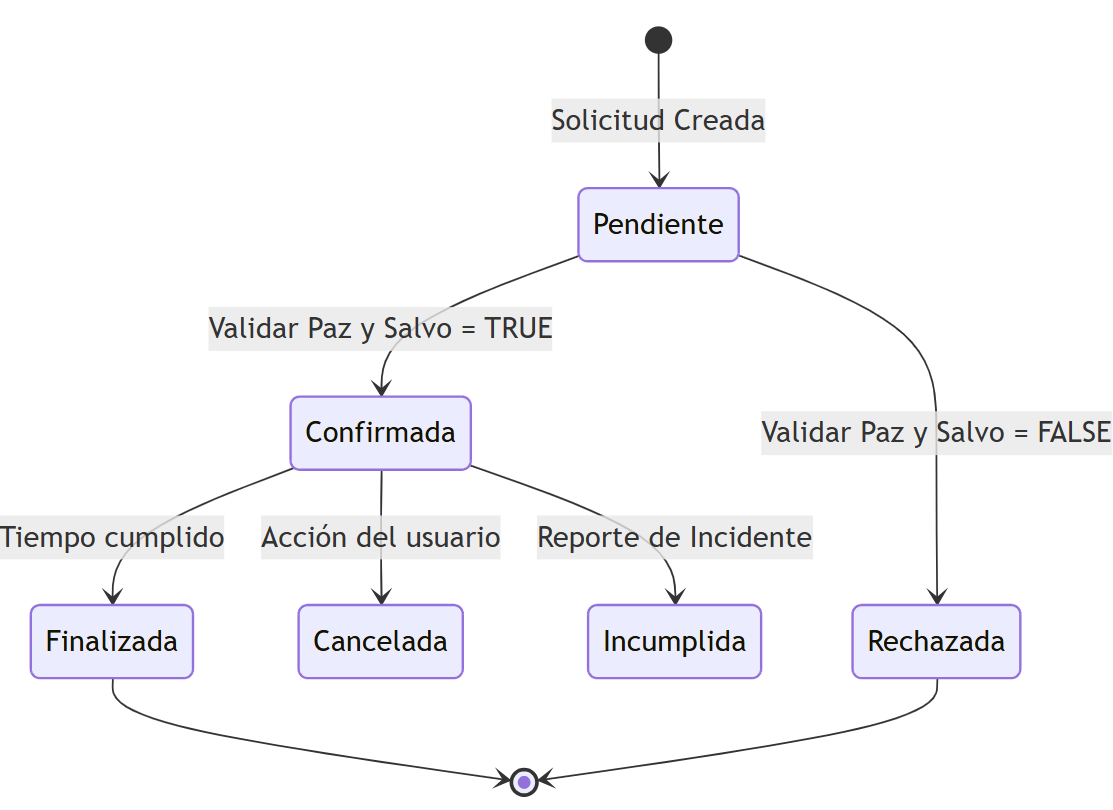 Solicitud Creada
Pendiente
Validar Paz y Salvo = TRUE
Confirmada
Validar Paz y Salvo = FALSE
Tiempo cumplido
Acción del usuario
Reporte de Incidente
Finalizada
Cancelada
Incumplida
Rechazada